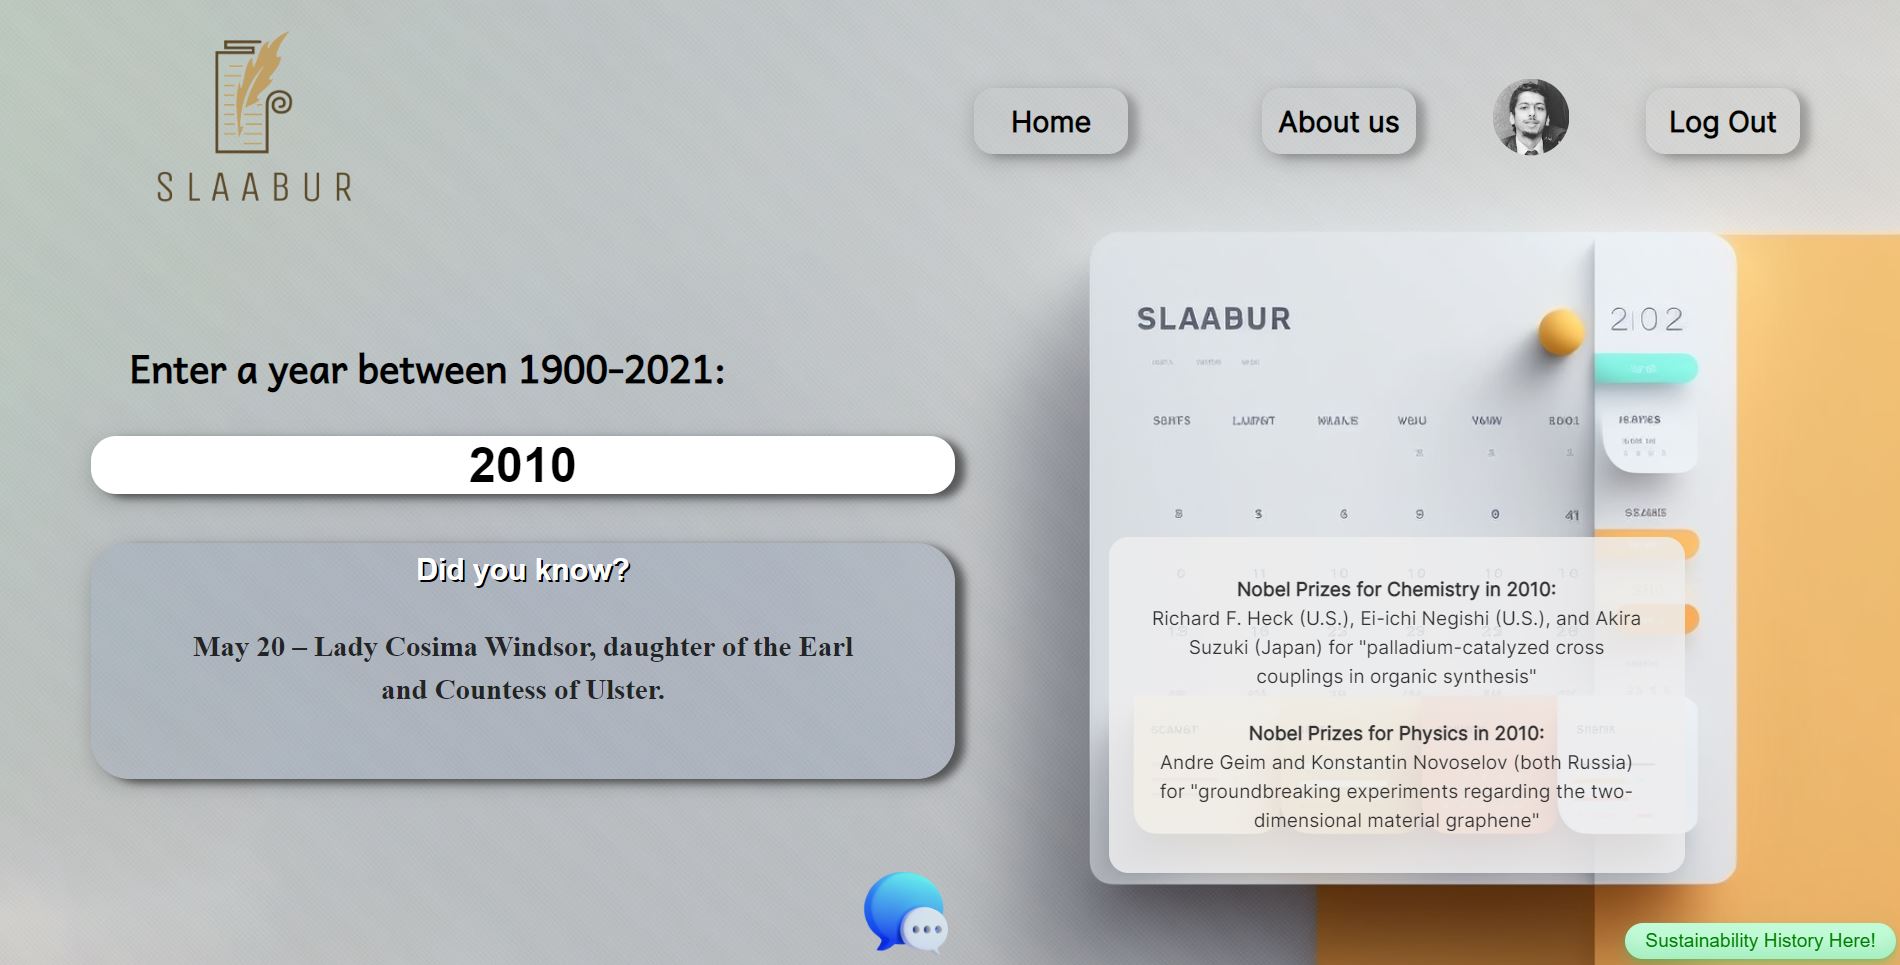 SLAABUR
Home
About us
Log Out
Enter a year between 1900-2021:
2010
Did you know?
May 20 – Lady Cosima Windsor, daughter of the Earl
and Countess of Ulster.
SLAABUR
Nobel Prizes for Chemistry in 2010:
Richard F. Heck (U.S.), Ei-ichi Negishi (U.S.), and Akira
Suzuki (Japan) for "palladium-catalyzed cross
couplings in organic synthesis"
Nobel Prizes for Physics in 2010:
Andre Geim and Konstantin Novoselov (both Russia)
for "groundbreaking experiments regarding the two-
dimensional material graphene"
Sustainability History Here!